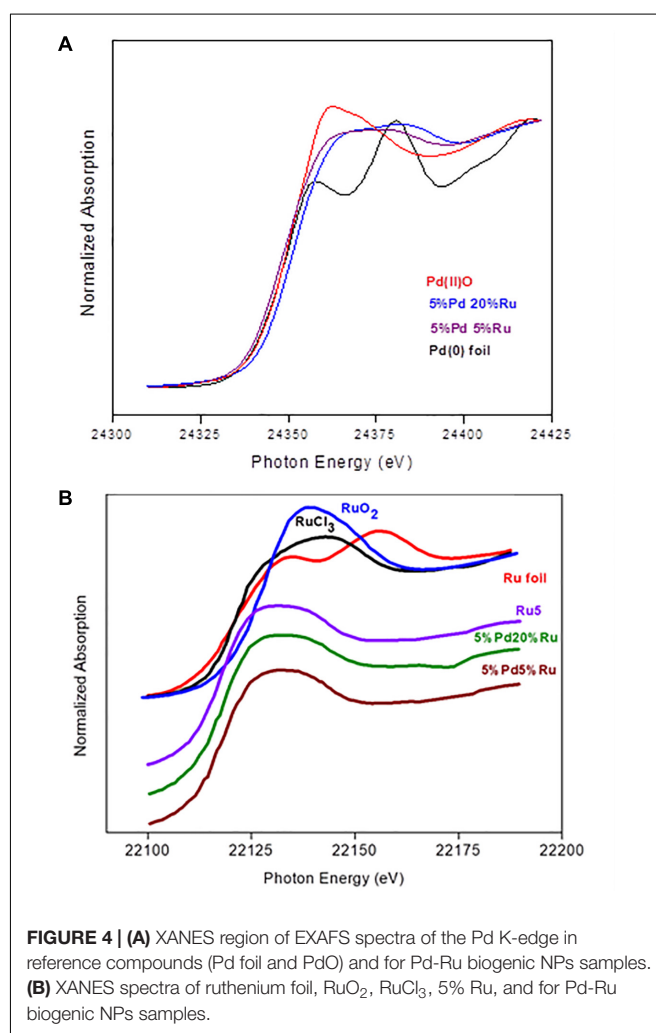 A
Normalized Absorption
Pd(II)O
5%Pd 20%Ru
5%Pd 5%Ru
Pd(0) foil
24300 24325 24350 24375 24400 24425
Photon Energy (eV)
B
Normalized Absorption
RuO2
RuCl3
Ru foil
Ru5
5%Pd20%Ru
5%Pd5%Ru
22100 22125 22150 22175 22200
Photon Energy (eV)
FIGURE 4 | (A) XANES region of EXAFS spectra of the Pd K-edge in
reference compounds (Pd foil and PdO) and for Pd-Ru biogenic NPs samples.
(B) XANES spectra of ruthenium foil, RuO2, RuCl3, 5% Ru, and for Pd-Ru
biogenic NPs samples.